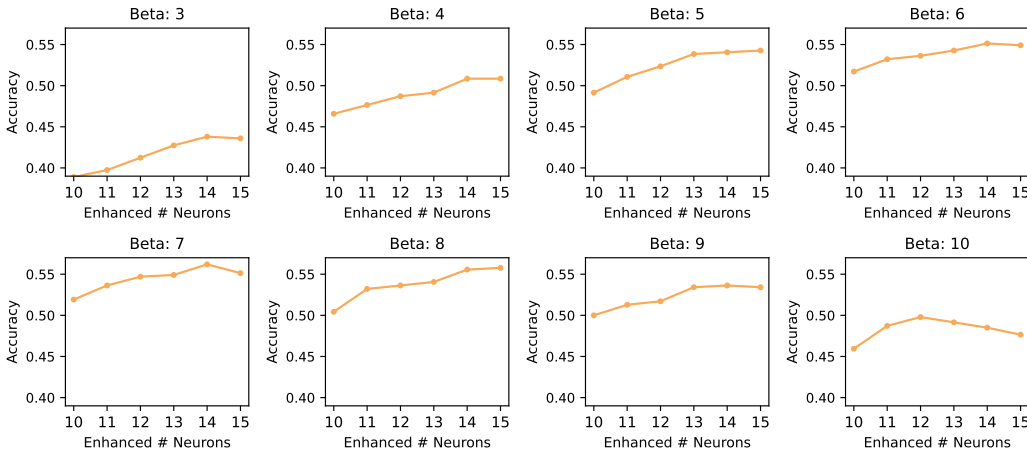 Beta: 3
Beta: 4
Beta: 5
Beta: 6
Accuracy
0.55
0.50
0.45
0.40
10 11 12 13 14 15
Enhanced # Neurons
Accuracy
0.55
0.50
0.45
0.40
10 11 12 13 14 15
Enhanced # Neurons
Accuracy
0.55
0.50
0.45
0.40
10 11 12 13 14 15
Enhanced # Neurons
Accuracy
0.55
0.50
0.45
0.40
10 11 12 13 14 15
Enhanced # Neurons
Beta: 7
Beta: 8
Beta: 9
Beta: 10
Accuracy
0.55
0.50
0.45
0.40
10 11 12 13 14 15
Enhanced # Neurons
Accuracy
0.55
0.50
0.45
0.40
10 11 12 13 14 15
Enhanced # Neurons
Accuracy
0.55
0.50
0.45
0.40
10 11 12 13 14 15
Enhanced # Neurons
Accuracy
0.55
0.50
0.45
0.40
10 11 12 13 14 15
Enhanced # Neurons